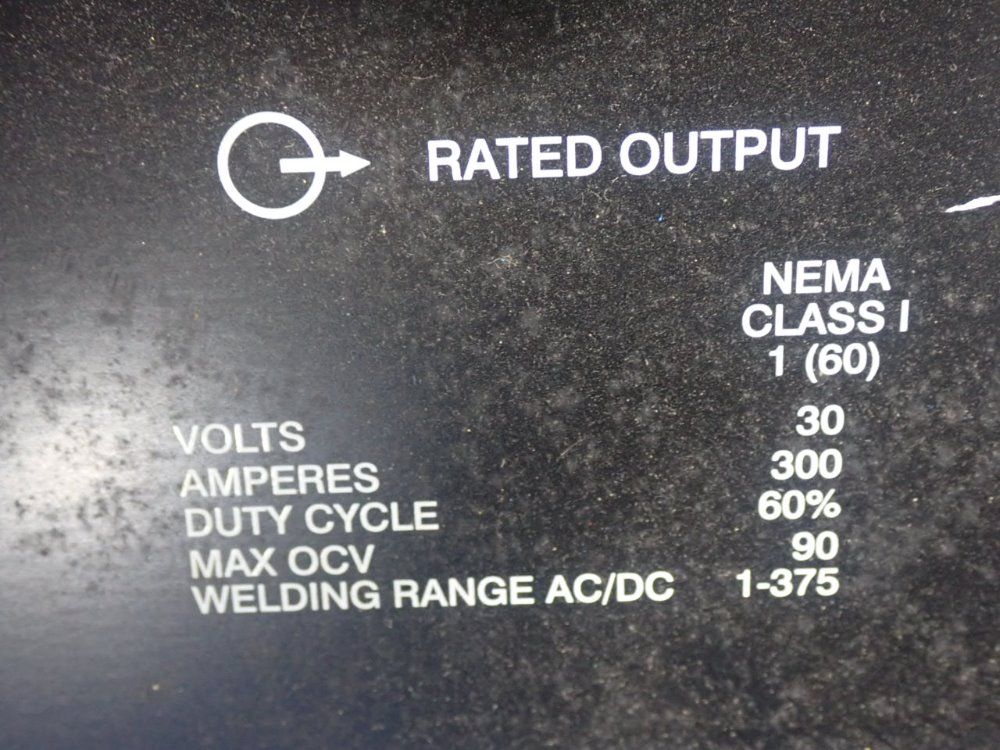 RATED OUTPUT
NEMA
CLASS I
1 (60)
VOLTS 30
AMPERES 300
DUTY CYCLE 60%
MAX OCV 90
WELDING RANGE AC/DC 1-375